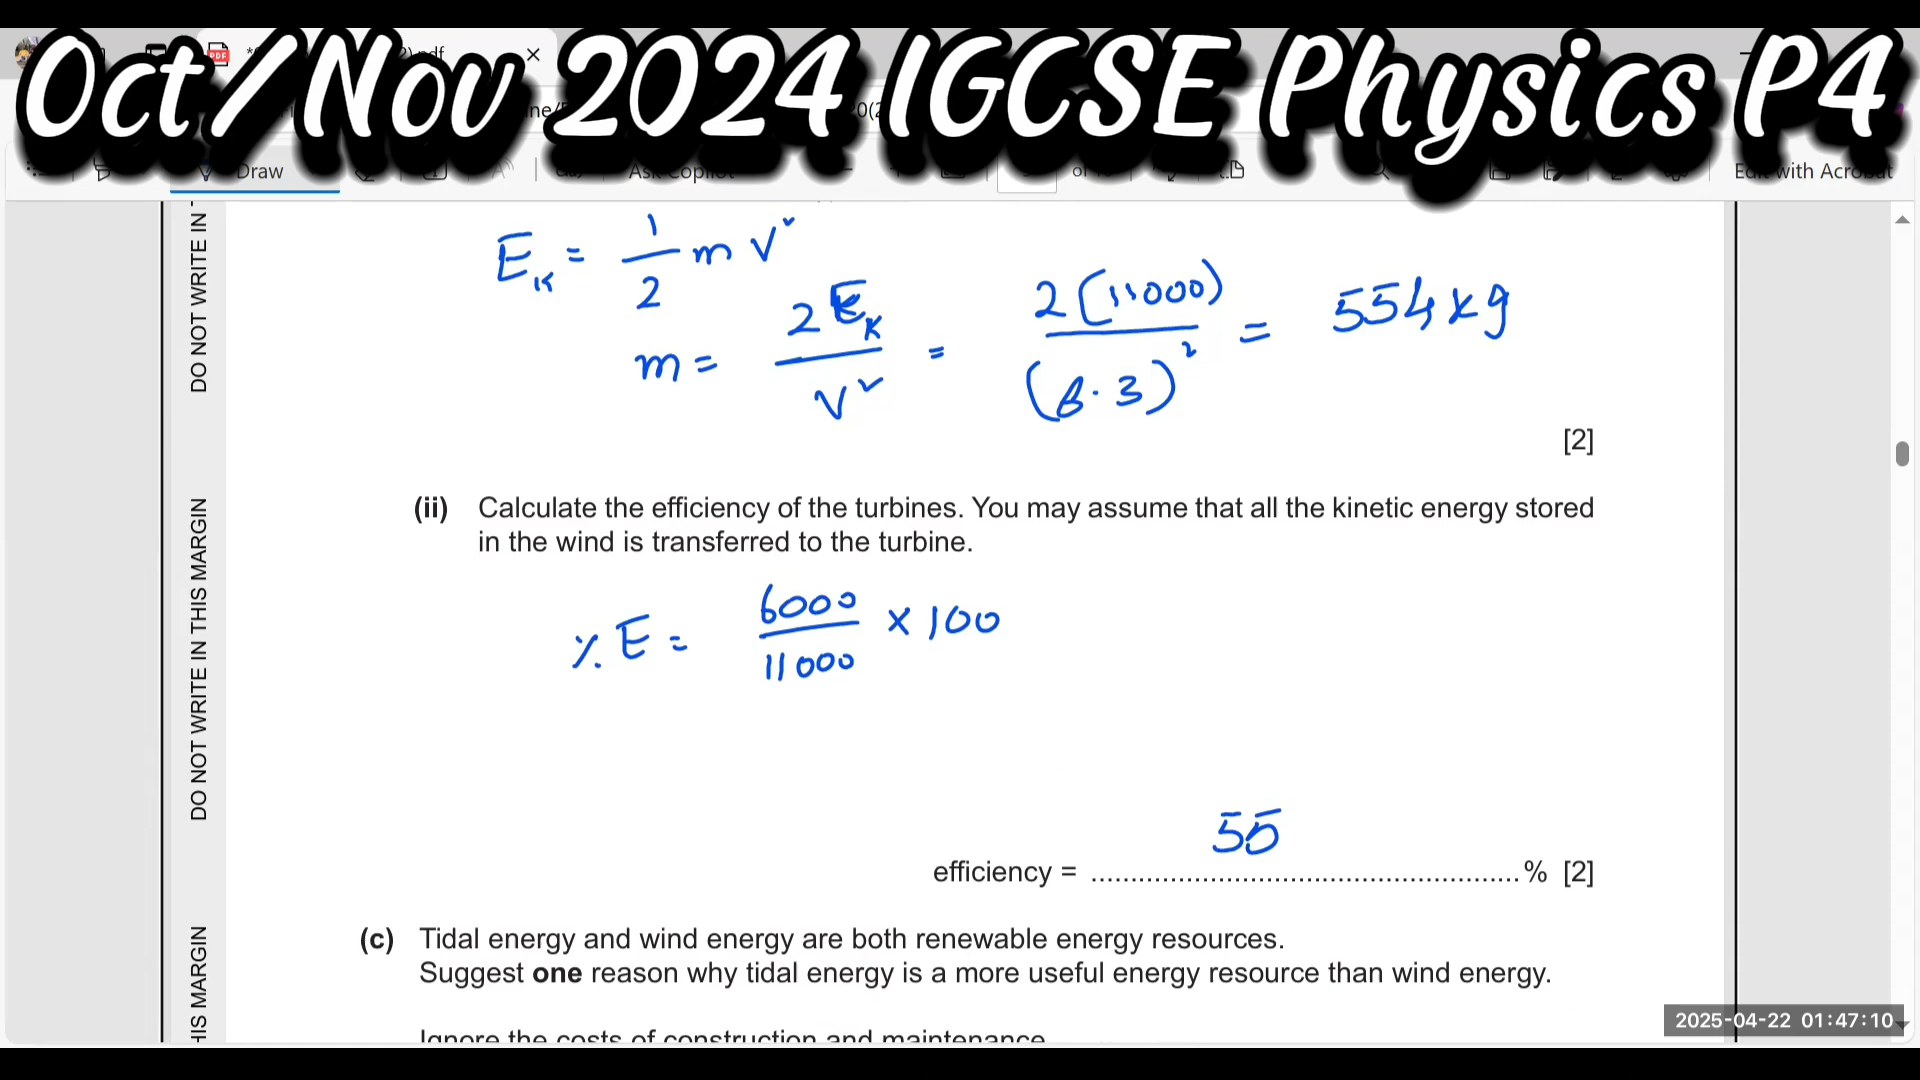 Oct/Nov 2024 IGCSE Physics P4
Draw
Ask Copilot
Edit with Acrobat
DO NOT WRITE IN
E_K = 1/2 m v²
m = 2 E_K / v² = 2(11000) / (6.3)² = 554 kg
[2]
DO NOT WRITE IN THIS MARGIN
(ii) Calculate the efficiency of the turbines. You may assume that all the kinetic energy stored
in the wind is transferred to the turbine.
% E = 6000 / 11000 × 100
55
efficiency = ...................................................... % [2]
(c) Tidal energy and wind energy are both renewable energy resources.
Suggest one reason why tidal energy is a more useful energy resource than wind energy.
HIS MARGIN
Ignore the costs of construction and maintenance
2025-04-22 01:47:10